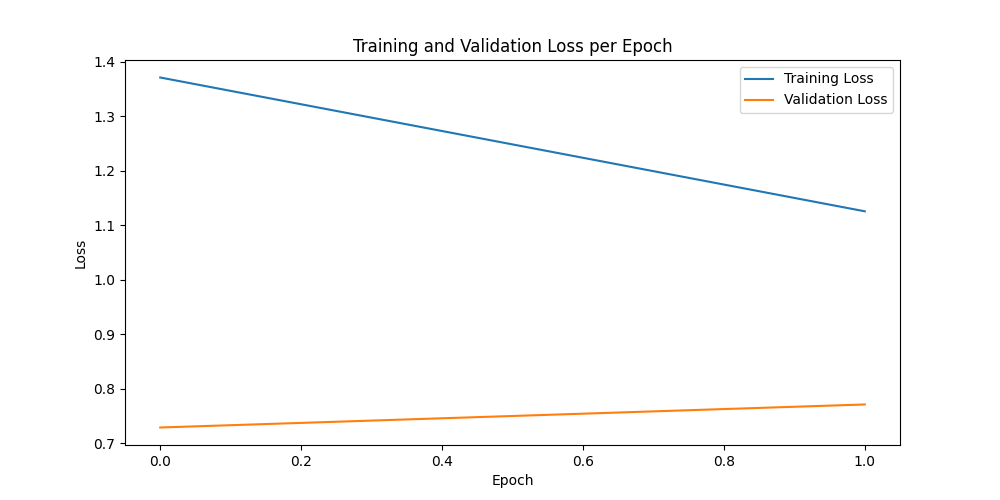 Training and Validation Loss per Epoch
Training Loss
Validation Loss
Loss
1.4
1.3
1.2
1.1
1.0
0.9
0.8
0.7
0.0 0.2 0.4 0.6 0.8 1.0
Epoch